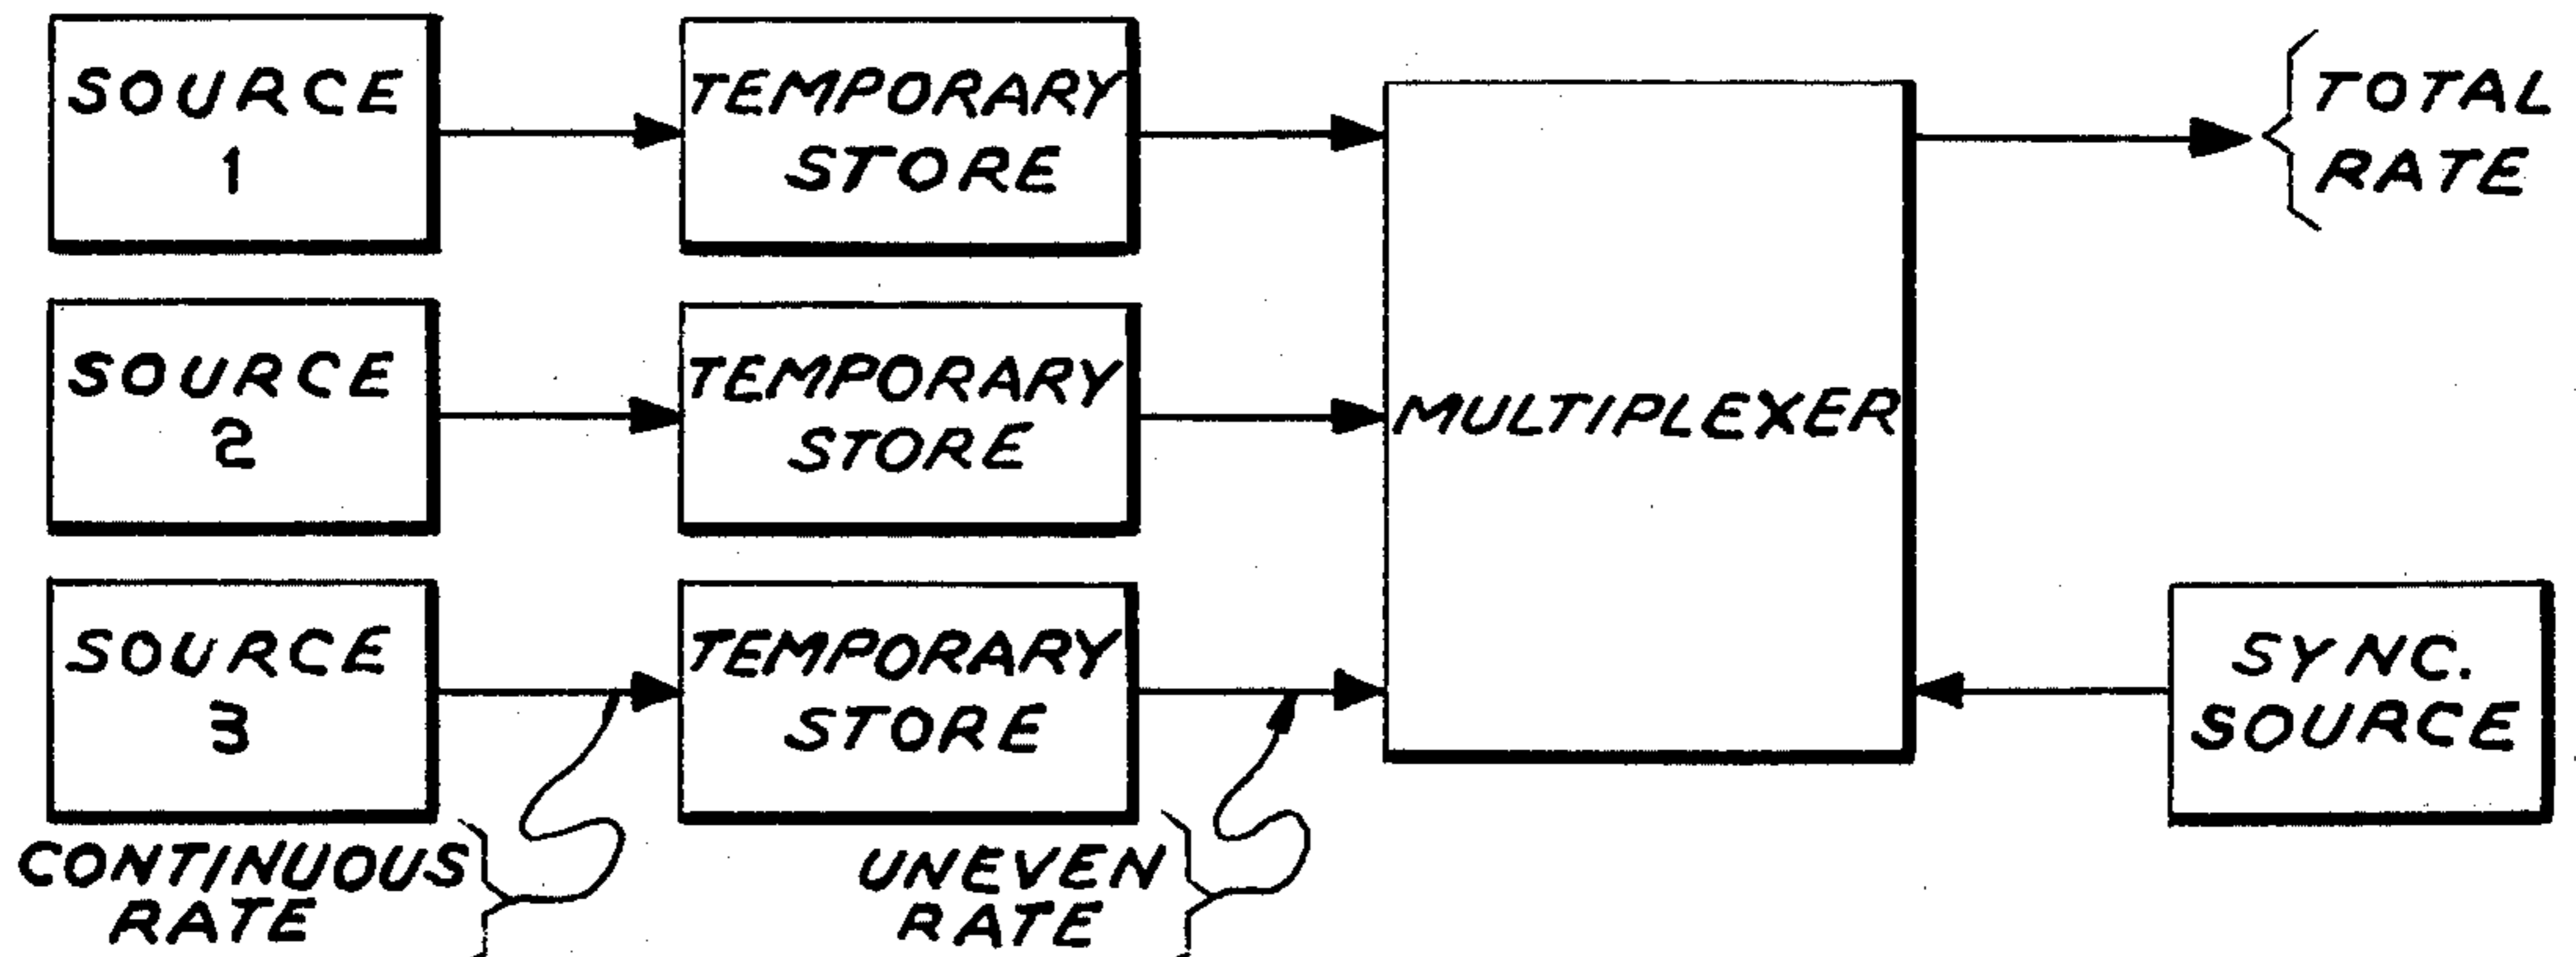 SOURCE
1
TEMPORARY
STORE
TOTAL
RATE
SOURCE
2
TEMPORARY
STORE
MULTIPLEXER
SOURCE
3
TEMPORARY
STORE
SYNC.
SOURCE
CONTINUOUS
RATE
UNEVEN
RATE